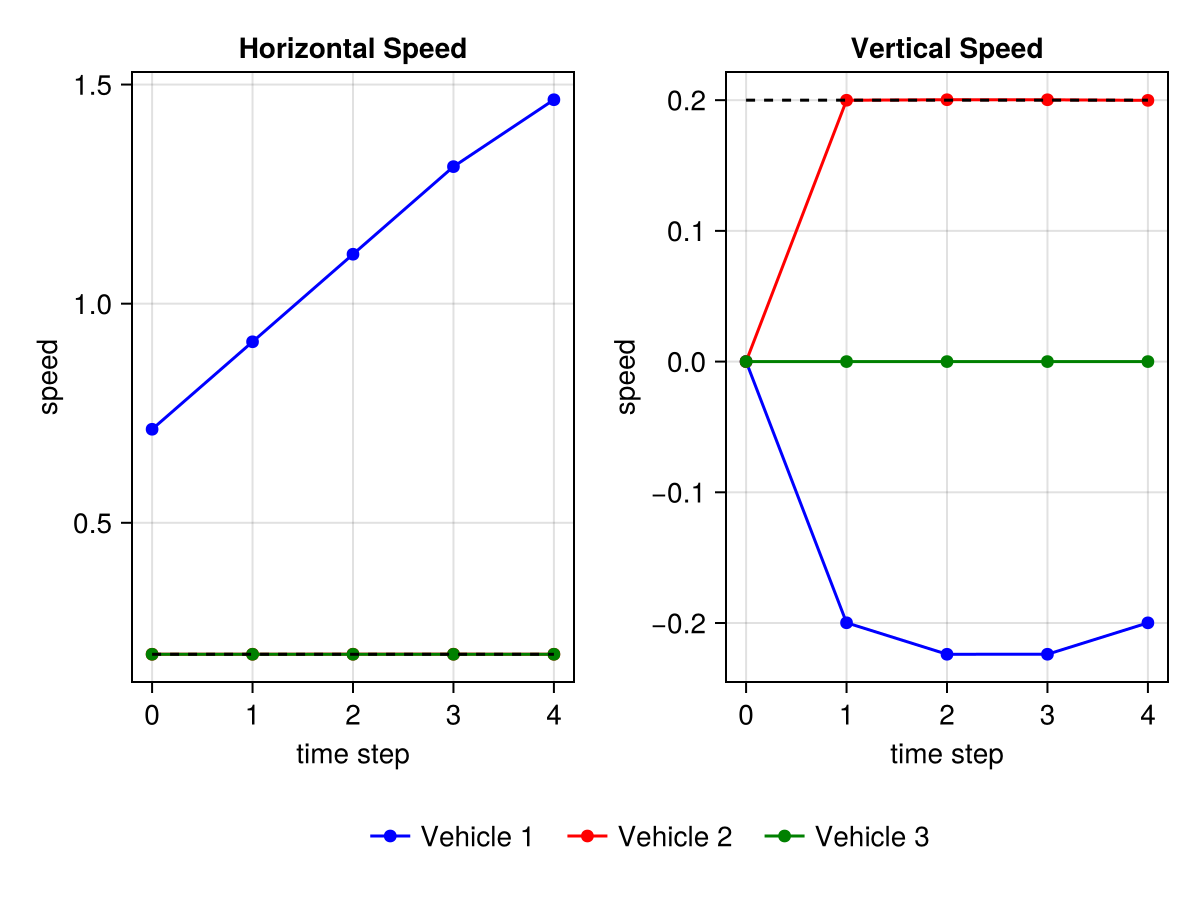 Horizontal Speed
1.5
1.0
0.5
speed
0
1
2
3
4
time step
Vertical Speed
0.2
0.1
0.0
−0.1
−0.2
speed
0
1
2
3
4
time step
Vehicle 1
Vehicle 2
Vehicle 3